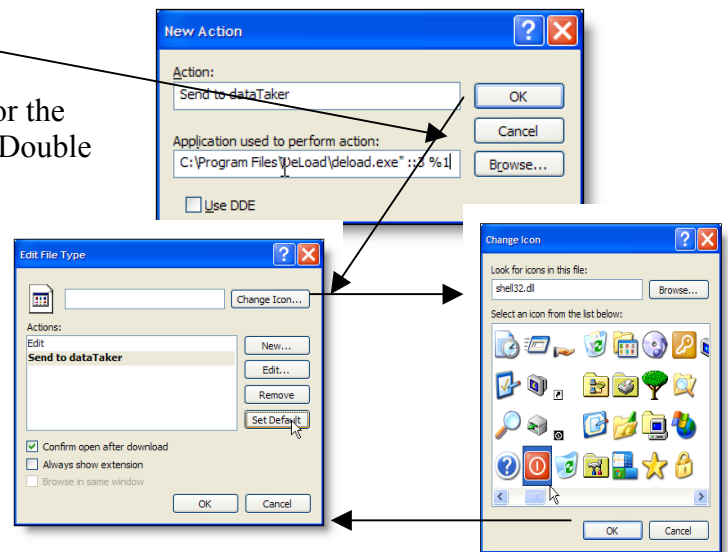 or the
Double
New Action
Action:
Send to dataTaker
OK
Application used to perform action:
Cancel
C:\Program Files\DeLoad\deload.exe" ::3 %1
Browse...
Use DDE
Edit File Type
Change Icon...
Actions:
Edit
Send to dataTaker
New...
Edit...
Remove
Set Default
Confirm open after download
Always show extension
Browse in same window
OK
Cancel
Change Icon
Look for icons in this file:
shell32.dll
Browse...
Select an icon from the list below:
OK
Cancel